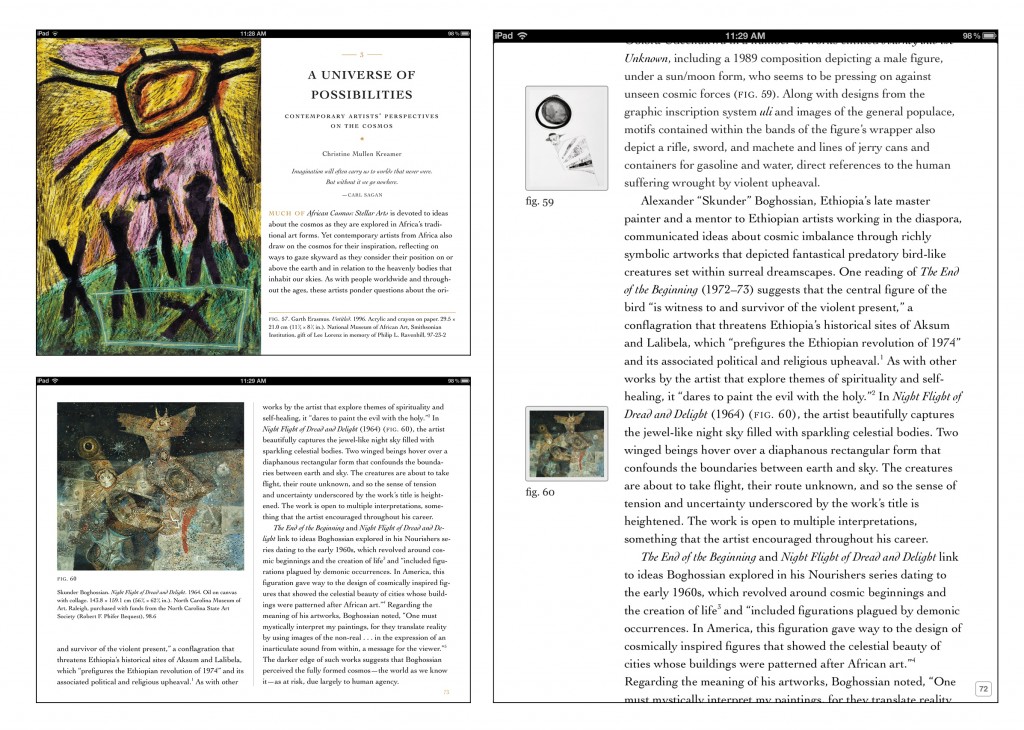 iPad 11:28 AM 98%
3
A UNIVERSE OF
POSSIBILITIES
CONTEMPORARY ARTISTS' PERSPECTIVES
ON THE COSMOS
Christine Mullen Kreamer
Imagination will often carry us to worlds that never were.
But without it we go nowhere.
—CARL SAGAN
MUCH OF African Cosmos: Stellar Arts is devoted to ideas
about the cosmos as they are explored in Africa's tradi-
tional art forms. Yet contemporary artists from Africa also
draw on the cosmos for their inspiration, reflecting on
ways to gaze skyward as they consider their position on or
above the earth and in relation to the heavenly bodies that
inhabit our skies. As with people worldwide and through-
out the ages, these artists ponder questions about the ori-
FIG. 57. Garth Erasmus. Untitled. 1996. Acrylic and crayon on paper. 29.5 ×
21.0 cm (11⅝ × 8¼ in.). National Museum of African Art, Smithsonian
Institution, gift of Lee Lorenz in memory of Philip L. Ravenhill, 97-25-2
iPad 11:29 AM 98%
FIG. 60
Skunder Boghossian. Night Flight of Dread and Delight. 1964. Oil on canvas
with collage. 143.8 × 159.1 cm (56⅝ × 62⅝ in.). North Carolina Museum of
Art, Raleigh, purchased with funds from the North Carolina State Art
Society (Robert F. Phifer Bequest), 98.6
and survivor of the violent present," a conflagration that
threatens Ethiopia's historical sites of Aksum and Lalibela,
which "prefigures the Ethiopian revolution of 1974" and its
associated political and religious upheaval.1 As with other
works by the artist that explore themes of spirituality and
self-healing, it "dares to paint the evil with the holy."2 In
Night Flight of Dread and Delight (1964) (FIG. 60), the artist
beautifully captures the jewel-like night sky filled with
sparkling celestial bodies. Two winged beings hover over a
diaphanous rectangular form that confounds the bounda-
ries between earth and sky. The creatures are about to take
flight, their route unknown, and so the sense of tension
and uncertainty underscored by the work's title is height-
ened. The work is open to multiple interpretations, some-
thing that the artist encouraged throughout his career.
The End of the Beginning and Night Flight of Dread and De-
light link to ideas Boghossian explored in his Nourishers se-
ries dating to the early 1960s, which revolved around cos-
mic beginnings and the creation of life3 and "included figu-
rations plagued by demonic occurrences. In America, this
figuration gave way to the design of cosmically inspired fig-
ures that showed the celestial beauty of cities whose build-
ings were patterned after African art."4 Regarding the
meaning of his artworks, Boghossian noted, "One must
mystically interpret my paintings, for they translate reality
by using images of the non-real . . . in the expression of an
inarticulate sound from within, a message for the viewer."5
The darker edge of such works suggests that Boghossian
perceived the fully formed cosmos—the world as we know
it—as at risk, due largely to human agency.
73
iPad 11:29 AM 98%
Unknown, including a 1989 composition depicting a male figure,
under a sun/moon form, who seems to be pressing on against
unseen cosmic forces (FIG. 59). Along with designs from the
graphic inscription system uli and images of the general populace,
motifs contained within the bands of the figure's wrapper also
depict a rifle, sword, and machete and lines of jerry cans and
containers for gasoline and water, direct references to the human
suffering wrought by violent upheaval.
fig. 59
Alexander "Skunder" Boghossian, Ethiopia's late master
painter and a mentor to Ethiopian artists working in the diaspora,
communicated ideas about cosmic imbalance through richly
symbolic artworks that depicted fantastical predatory bird-like
creatures set within surreal dreamscapes. One reading of The End
of the Beginning (1972–73) suggests that the central figure of the
bird "is witness to and survivor of the violent present," a
conflagration that threatens Ethiopia's historical sites of Aksum
and Lalibela, which "prefigures the Ethiopian revolution of 1974"
and its associated political and religious upheaval.1 As with other
works by the artist that explore themes of spirituality and self-
healing, it "dares to paint the evil with the holy."2 In Night Flight of
Dread and Delight (1964) (FIG. 60), the artist beautifully captures
the jewel-like night sky filled with sparkling celestial bodies. Two
winged beings hover over a diaphanous rectangular form that
confounds the boundaries between earth and sky. The creatures
are about to take flight, their route unknown, and so the sense of
tension and uncertainty underscored by the work's title is
heightened. The work is open to multiple interpretations,
something that the artist encouraged throughout his career.
fig. 60
The End of the Beginning and Night Flight of Dread and Delight link
to ideas Boghossian explored in his Nourishers series dating to
the early 1960s, which revolved around cosmic beginnings and
the creation of life3 and "included figurations plagued by demonic
occurrences. In America, this figuration gave way to the design of
cosmically inspired figures that showed the celestial beauty of
cities whose buildings were patterned after African art."4
Regarding the meaning of his artworks, Boghossian noted, "One
must mystically interpret my paintings, for they translate reality
72